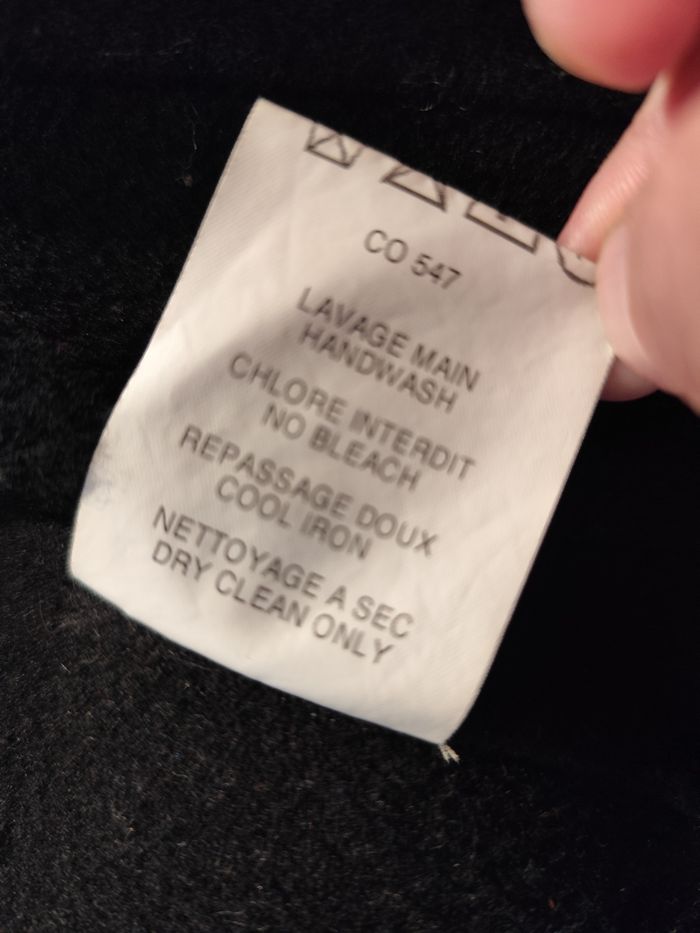 CO 547
LAVAGE MAIN
HANDWASH
CHLORE INTERDIT
NO BLEACH
REPASSAGE DOUX
COOL IRON
NETTOYAGE A SEC
DRY CLEAN ONLY